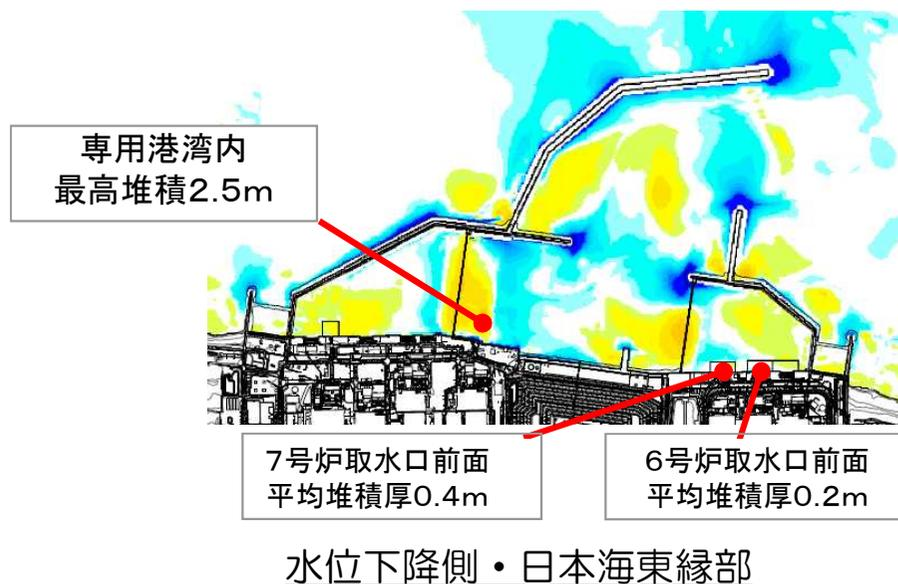 専用港湾内
最高堆積2.5m
7号炉取水口前面
平均堆積厚0.4m
6号炉取水口前面
平均堆積厚0.2m
水位下降側・日本海東縁部